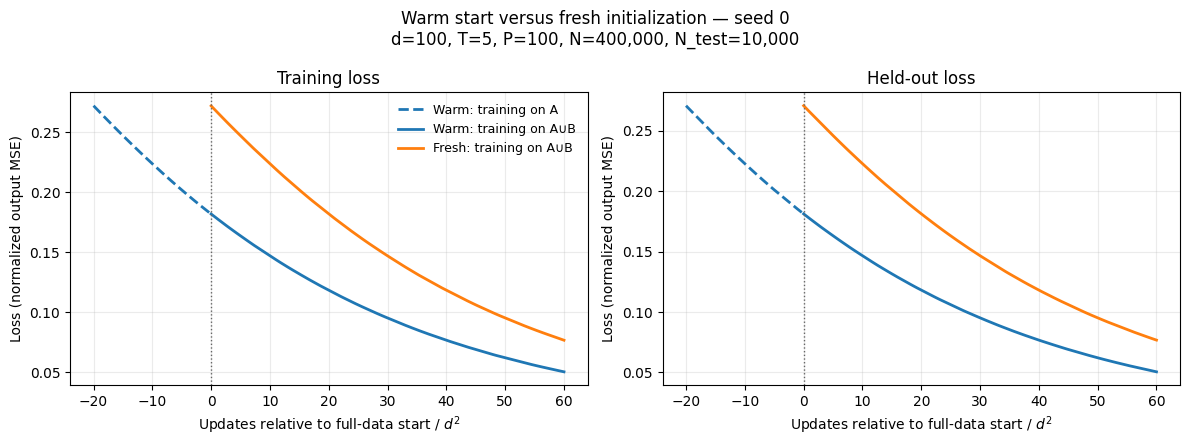 Warm start versus fresh initialization — seed 0
d=100, T=5, P=100, N=400,000, N_test=10,000
Training loss
Loss (normalized output MSE)
0.25
0.20
0.15
0.10
0.05
Warm: training on A
Warm: training on A∪B
Fresh: training on A∪B
−20 −10 0 10 20 30 40 50 60
Updates relative to full-data start / d²
Held-out loss
Loss (normalized output MSE)
0.25
0.20
0.15
0.10
0.05
−20 −10 0 10 20 30 40 50 60
Updates relative to full-data start / d²